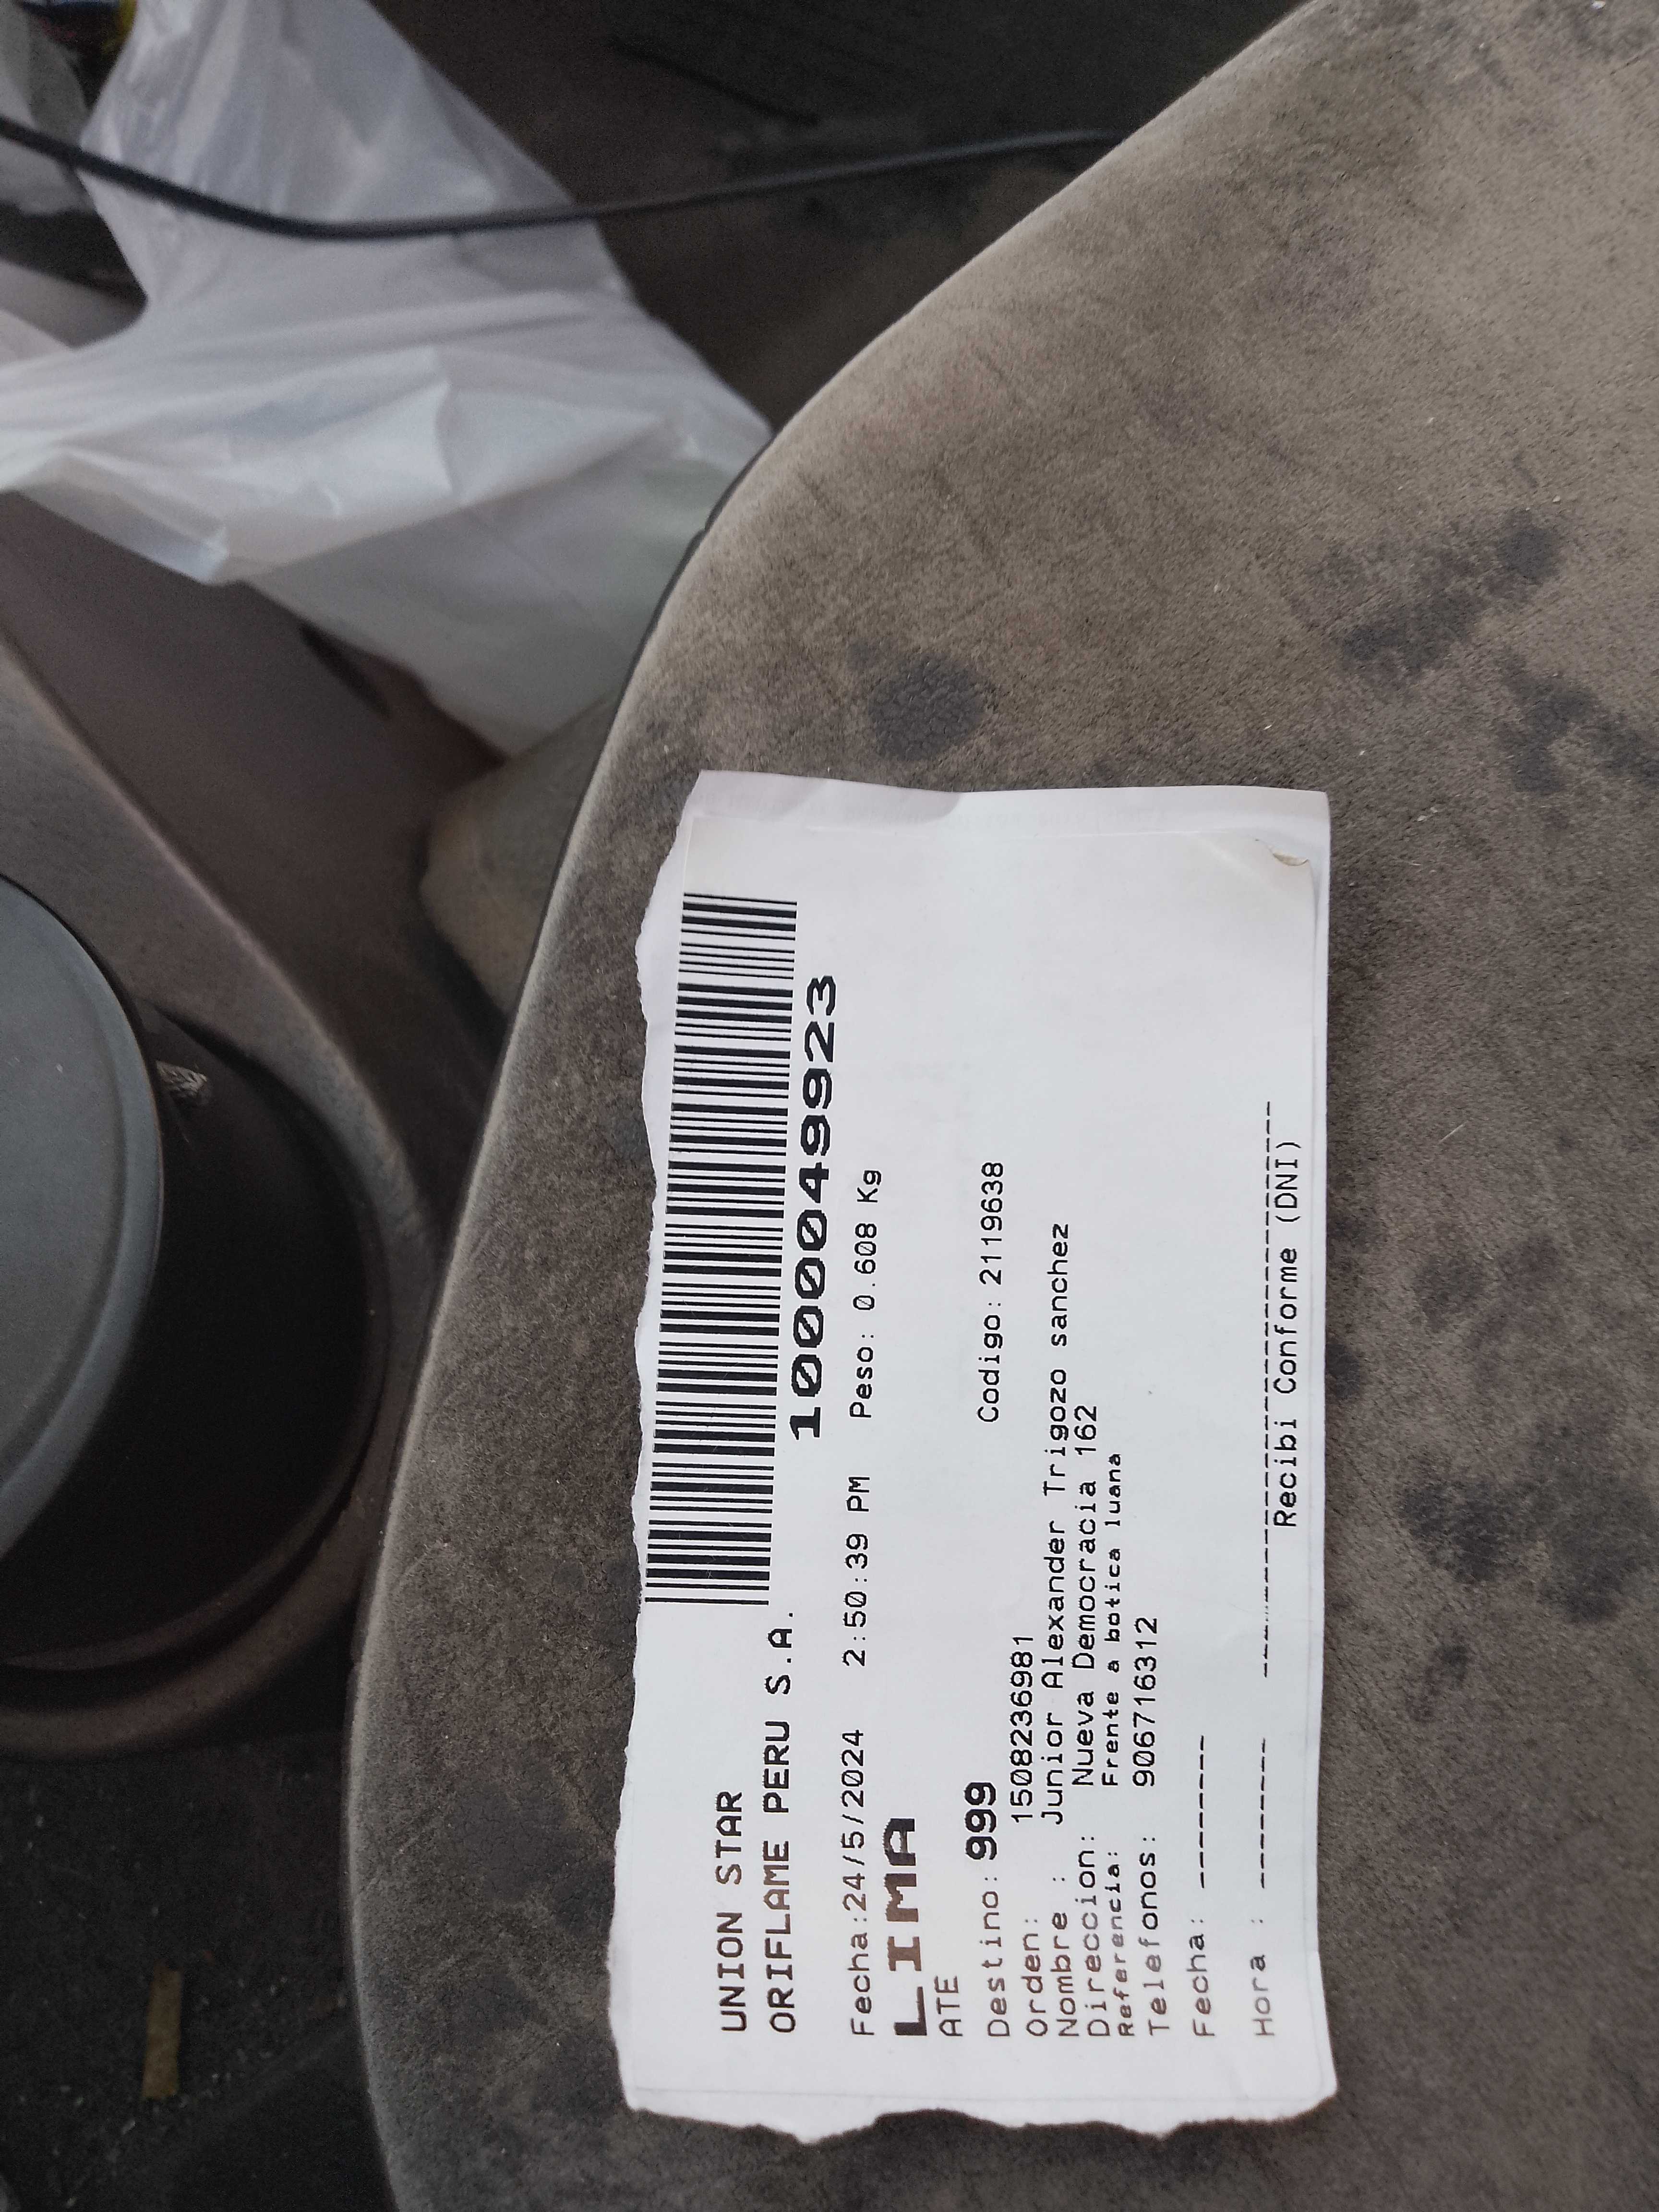 UNION STAR
ORIFLAME PERU S.A.
1000049923
Fecha:24/5/2024 2:50:39 PM Peso: 0.608 Kg
LIMA
ATE
Destino: 999 Codigo: 2119638
Orden: 1508236981
Nombre : Junior Alexander Trigozo sanchez
Direccion: Nueva Democracia 162
Referencia: Frente a botica luana
Telefonos: 906716312
Fecha: -------
Hora : ------- ------------------------------
Recibi Conforme (DNI)